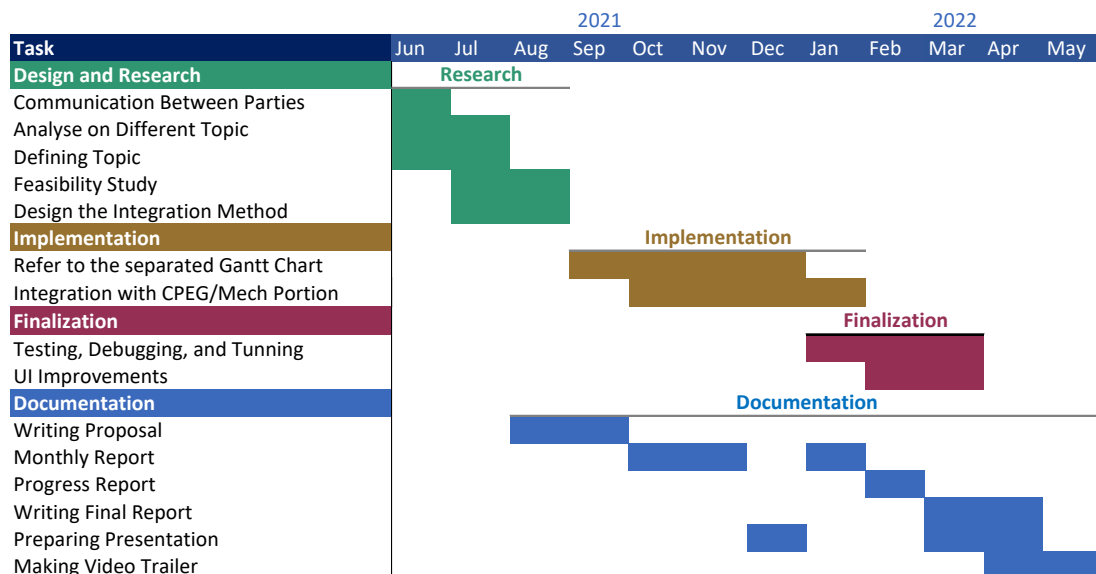 2021 2022
Task Jun Jul Aug Sep Oct Nov Dec Jan Feb Mar Apr May
Design and Research Research
Communication Between Parties
Analyse on Different Topic
Defining Topic
Feasibility Study
Design the Integration Method
Implementation Implementation
Refer to the separated Gantt Chart
Integration with CPEG/Mech Portion
Finalization Finalization
Testing, Debugging, and Tunning
UI Improvements
Documentation Documentation
Writing Proposal
Monthly Report
Progress Report
Writing Final Report
Preparing Presentation
Making Video Trailer